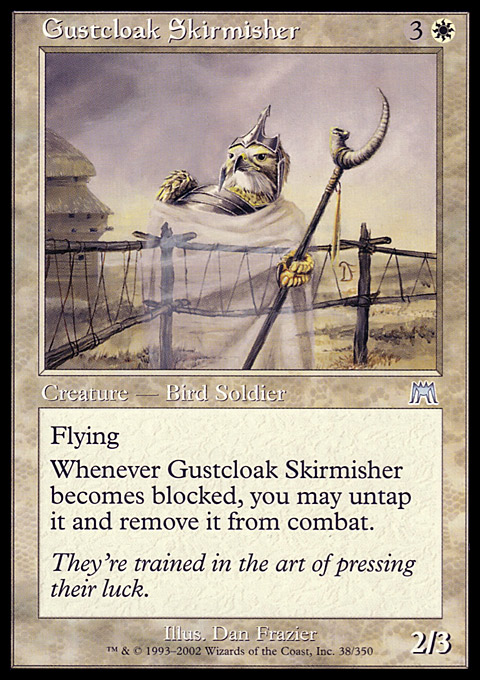 Gustcloak Skirmisher 3
Creature — Bird Soldier
Flying
Whenever Gustcloak Skirmisher
becomes blocked, you may untap
it and remove it from combat.
They're trained in the art of pressing
their luck.
Illus. Dan Frazier
™ & © 1993–2002 Wizards of the Coast, Inc. 38/350
2/3